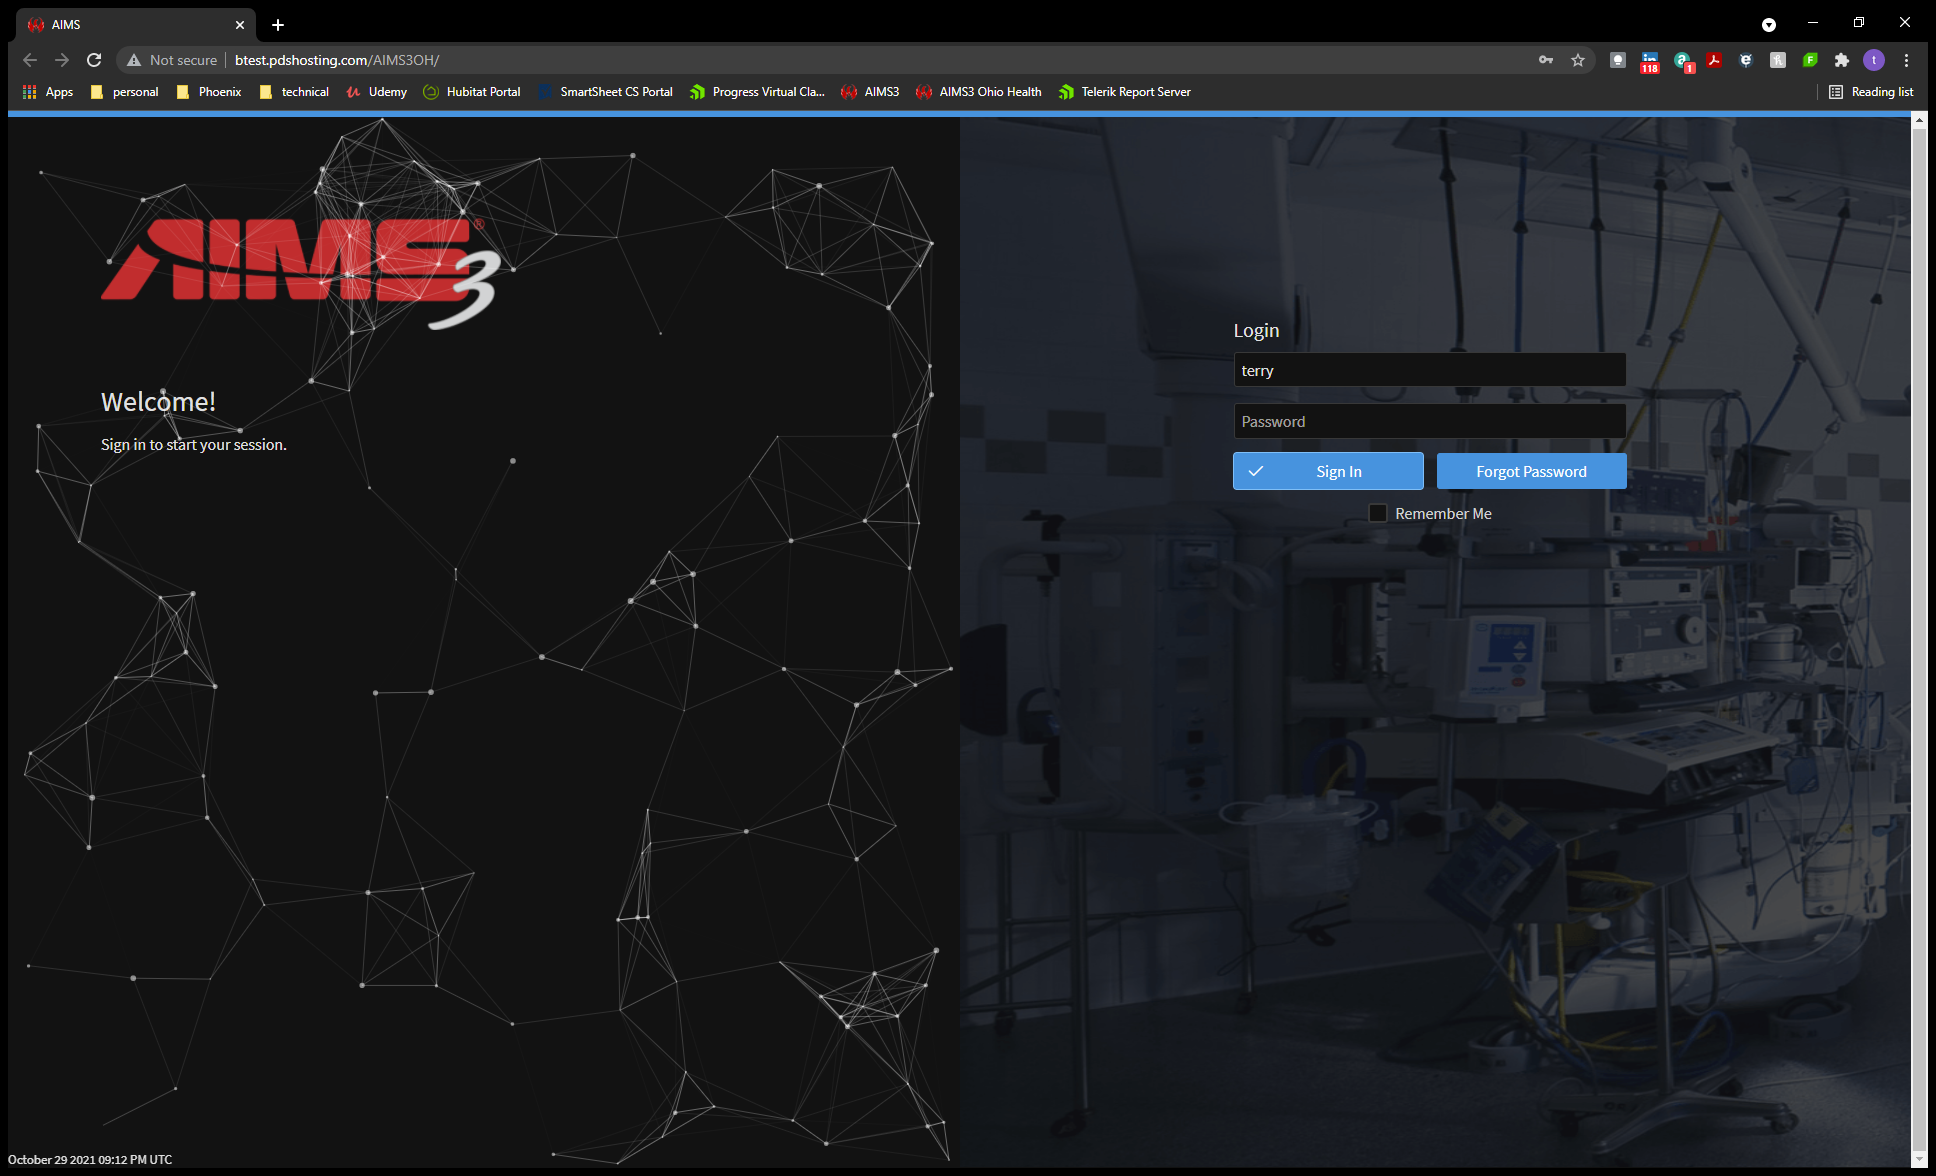 AIMS
Not secure btest.pdshosting.com/AIMS3OH/
118
1
t
Apps personal Phoenix technical Udemy Hubitat Portal SmartSheet CS Portal Progress Virtual Cla... AIMS3 AIMS3 Ohio Health Telerik Report Server Reading list
AIMS3®
Welcome!
Sign in to start your session.
Login
terry
Password
Sign In Forgot Password
Remember Me
October 29 2021 09:12 PM UTC